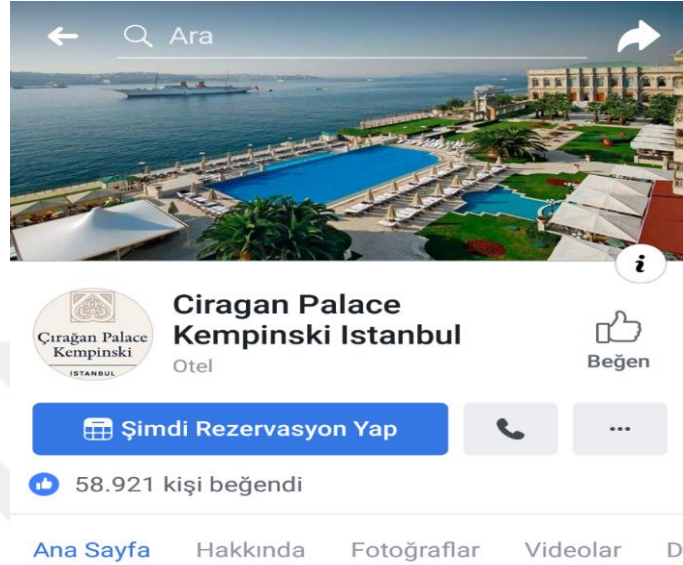 Ara
i
Ciragan Palace
Kempinski Istanbul
Otel
Çırağan Palace
Kempinski
ISTANBUL
Beğen
Şimdi Rezervasyon Yap
58.921 kişi beğendi
Ana Sayfa Hakkında Fotoğraflar Videolar D